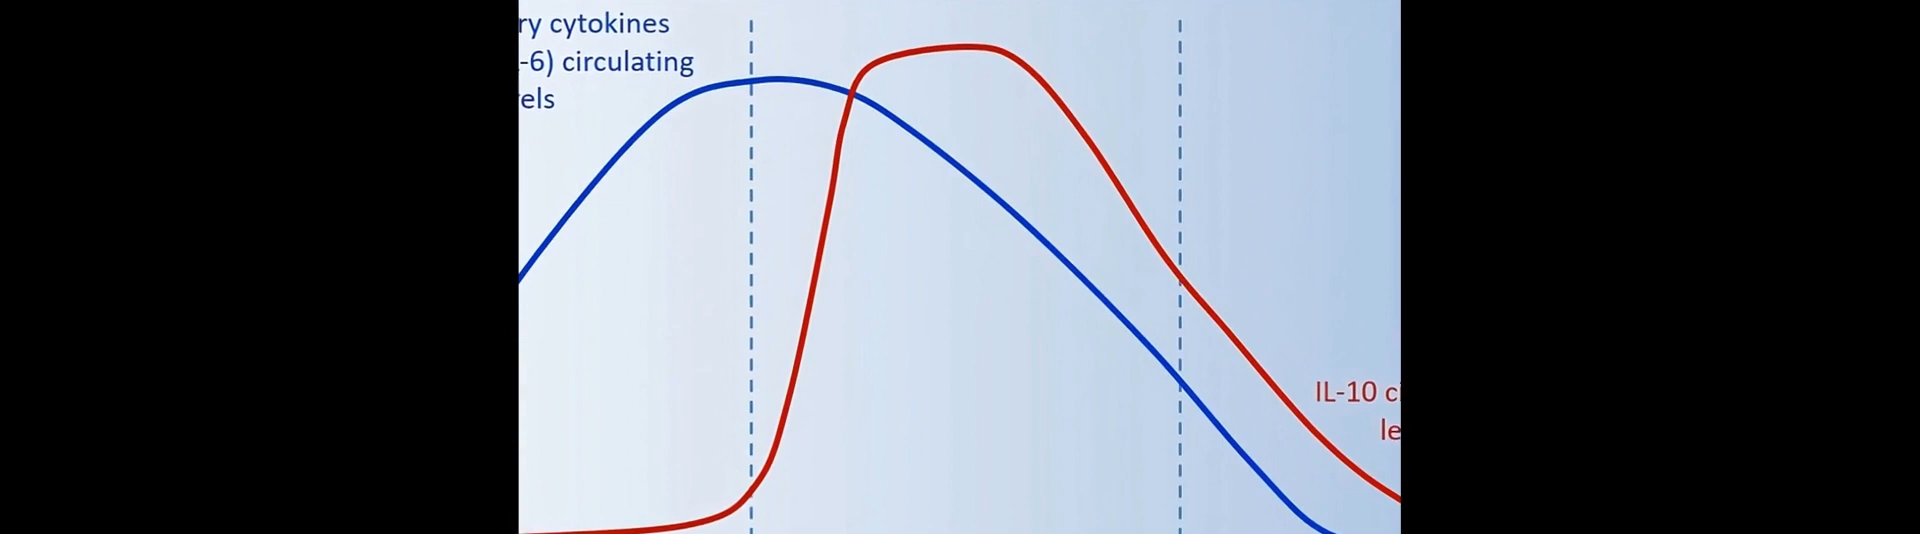 ry cytokines
-6) circulating
els
IL-10 ci
le